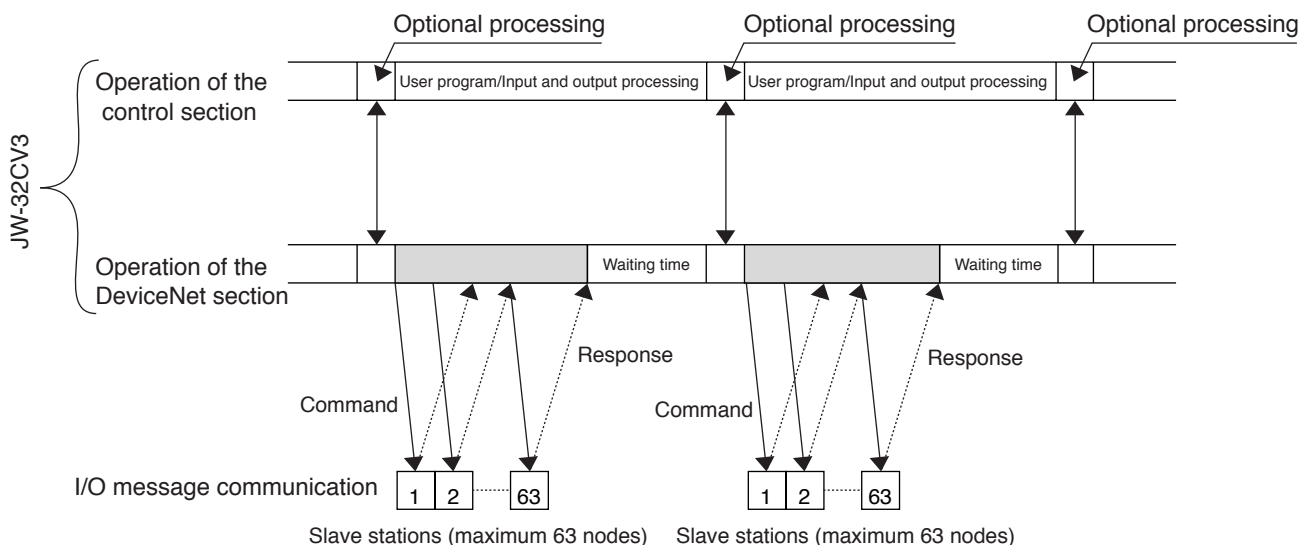 Optional processing Optional processing Optional processing
Operation of the
control section
User program/Input and output processing User program/Input and output processing
JW-32CV3
Operation of the
DeviceNet section
Waiting time Waiting time
Response Response
Command Command
I/O message communication
1 2 63 1 2 63
Slave stations (maximum 63 nodes) Slave stations (maximum 63 nodes)